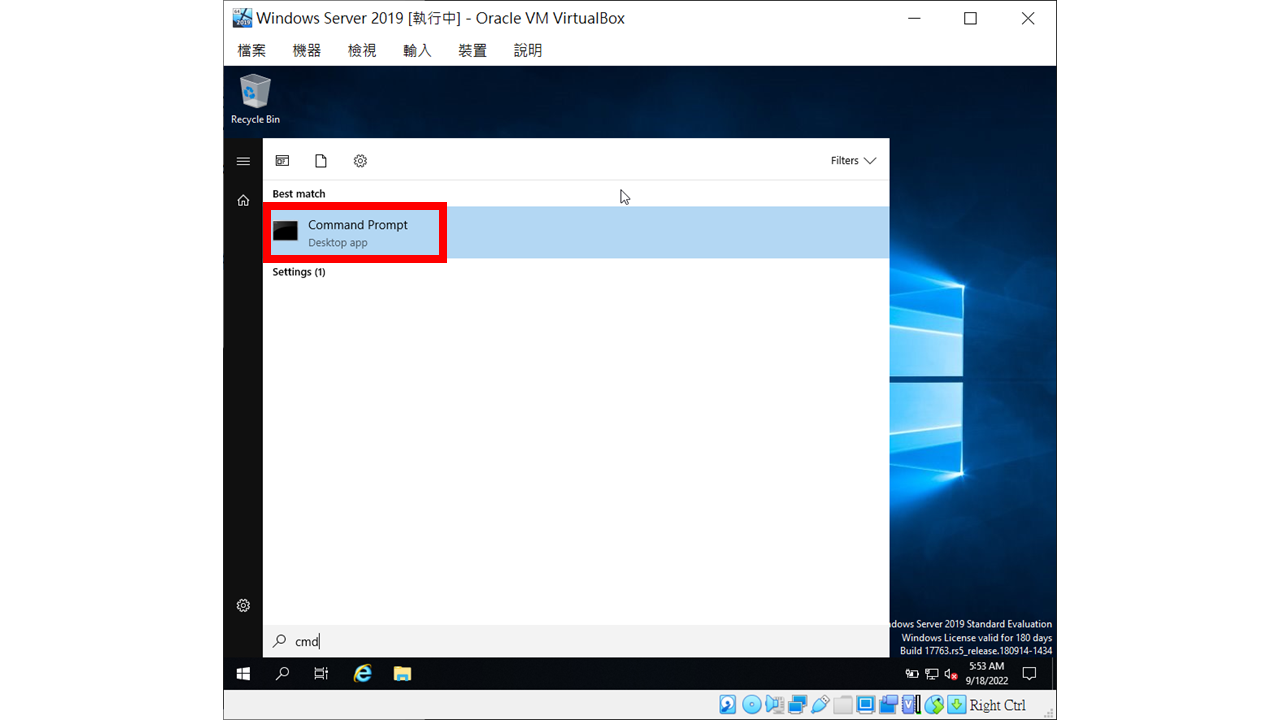 Windows Server 2019 [執行中] - Oracle VM VirtualBox
檔案 機器 檢視 輸入 裝置 說明
Recycle Bin
Filters
Best match
Command Prompt
Desktop app
Settings (1)
dows Server 2019 Standard Evaluation
Windows License valid for 180 days
Build 17763.rs5_release.180914-1434
cmd
5:53 AM
9/18/2022
Right Ctrl